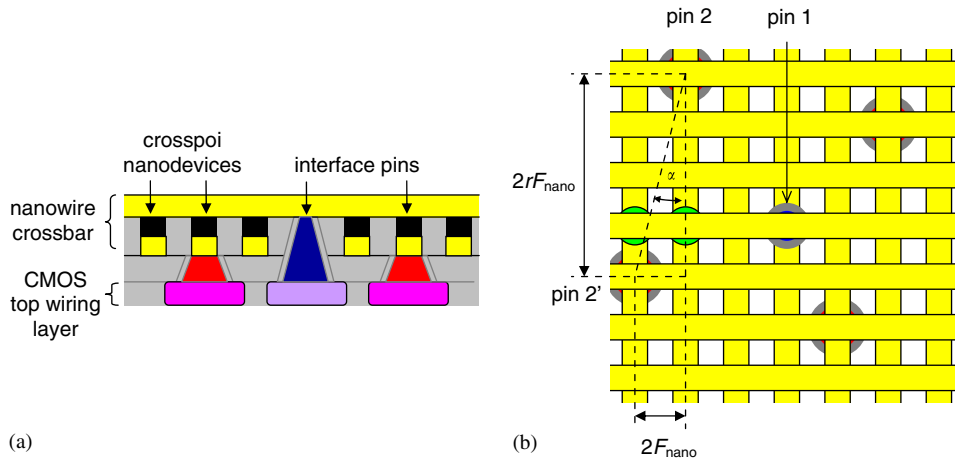 crosspoi
nanodevices
interface pins
nanowire
crossbar
CMOS
top wiring
layer
(a)
pin 2
pin 1
2rFnano
α
pin 2'
2Fnano
(b)